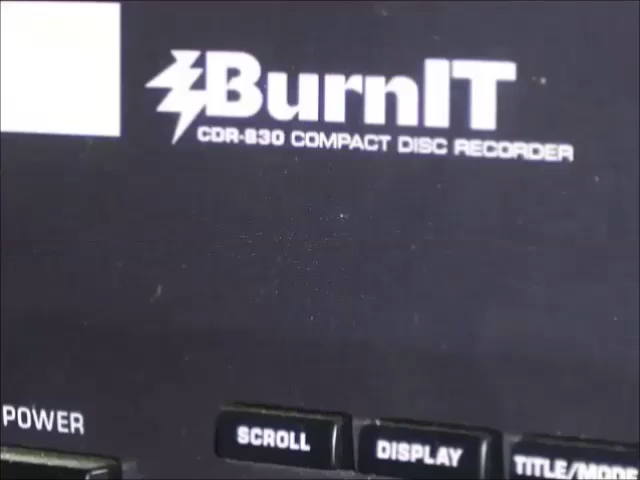 BurnIT
CDR-830 COMPACT DISC RECORDER
POWER
SCROLL
DISPLAY
TITLE/MODE